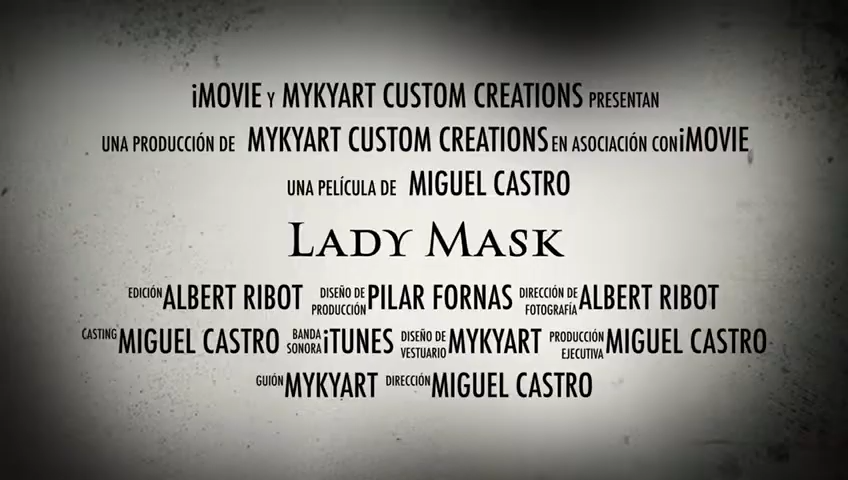 iMOVIE Y MYKYART CUSTOM CREATIONS PRESENTAN
UNA PRODUCCIÓN DE MYKYART CUSTOM CREATIONS EN ASOCIACIÓN CON iMOVIE
UNA PELÍCULA DE MIGUEL CASTRO
LADY MASK
EDICIÓN ALBERT RIBOT DISEÑO DE PRODUCCIÓN PILAR FORNAS DIRECCIÓN DE FOTOGRAFÍA ALBERT RIBOT
CASTING MIGUEL CASTRO BANDA SONORA iTUNES DISEÑO DE VESTUARIO MYKYART PRODUCCIÓN EJECUTIVA MIGUEL CASTRO
GUIÓN MYKYART DIRECCIÓN MIGUEL CASTRO